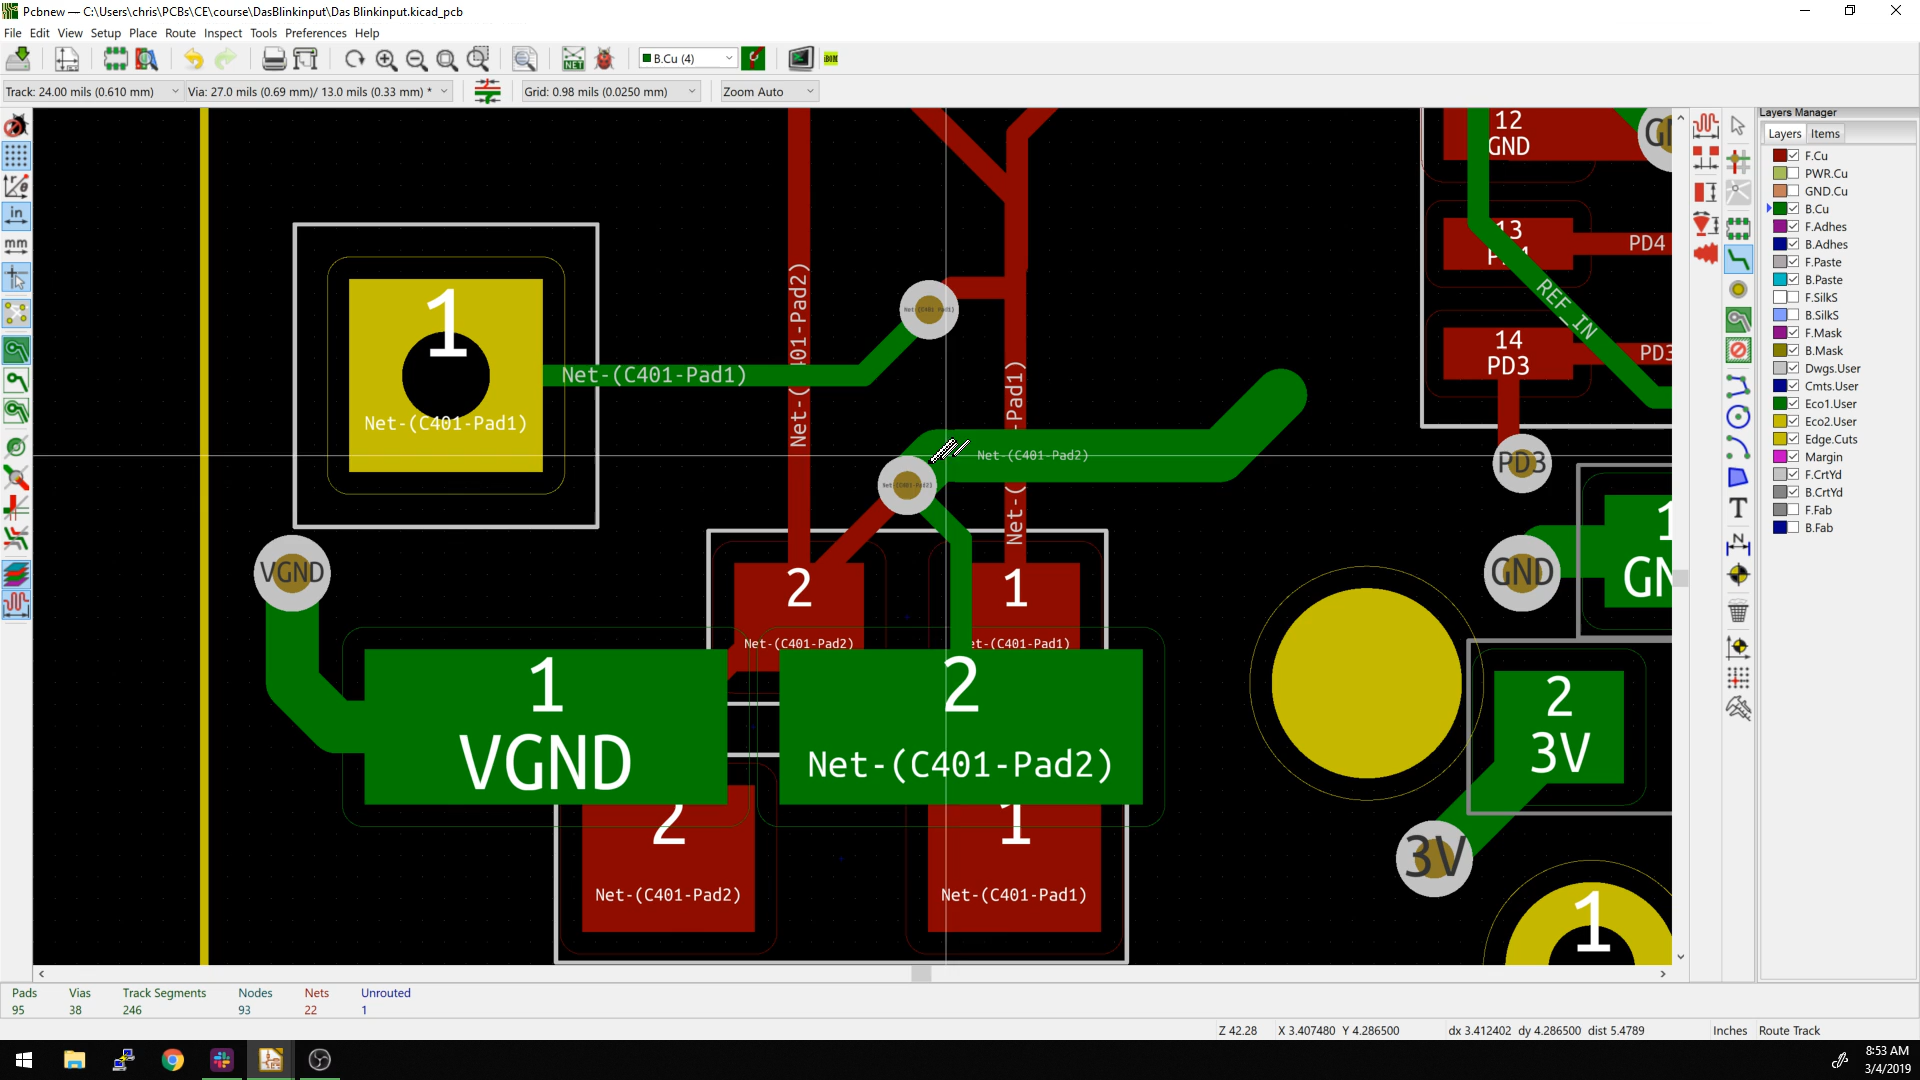 Pcbnew — C:\Users\chris\PCBs\CE\course\DasBlinkinput\Das Blinkinput.kicad_pcb
File Edit View Setup Place Route Inspect Tools Preferences Help
NET
B.Cu (4)
iBOM
Track: 24.00 mils (0.610 mm)
Via: 27.0 mils (0.69 mm)/ 13.0 mils (0.33 mm) *
Grid: 0.98 mils (0.0250 mm)
Zoom Auto
in
mm
Layers Manager
Layers Items
F.Cu
PWR.Cu
GND.Cu
B.Cu
F.Adhes
B.Adhes
F.Paste
B.Paste
F.SilkS
B.SilkS
F.Mask
B.Mask
Dwgs.User
Cmts.User
Eco1.User
Eco2.User
Edge.Cuts
Margin
F.CrtYd
B.CrtYd
F.Fab
B.Fab
12
GND
13
PD4
14
PD3
PD3
REF_IN
1
Net-(C401-Pad1)
Net-(C401-Pad1)
Net-(C401-Pad2)
PD3
VGND
GND
2
Net-(C401-Pad2)
1
1
VGND
2
Net-(C401-Pad2)
2
3V
3V
2
Net-(C401-Pad2)
1
Net-(C401-Pad1)
1
Pads Vias Track Segments Nodes Nets Unrouted
95 38 246 93 22 1
Z 42.28 X 3.407480 Y 4.286500 dx 3.412402 dy 4.286500 dist 5.4789 Inches Route Track
8:53 AM
3/4/2019